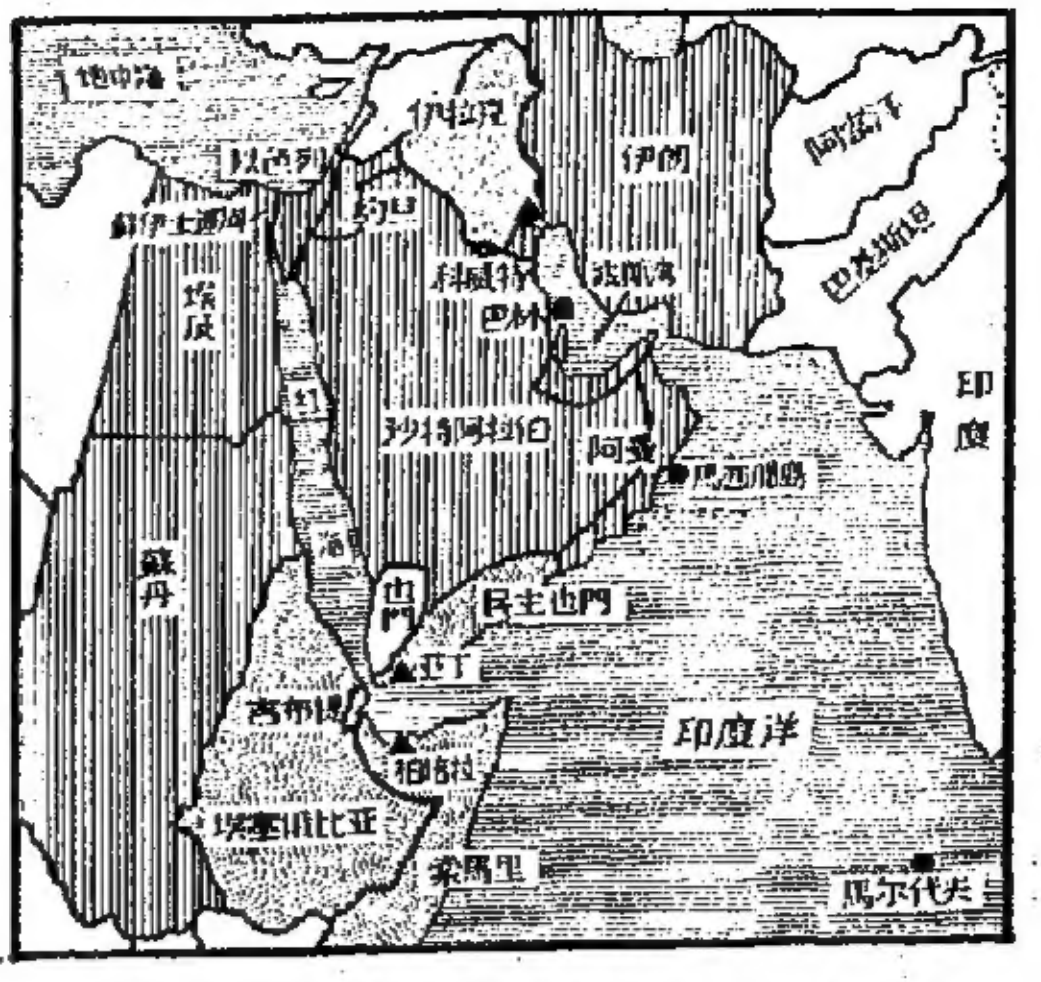 地中海
伊拉克
以色列
伊朗
阿富汗
約旦
蘇伊士運河
巴基斯坦
科威特
波斯湾
埃及
巴林
印度
紅
沙特阿拉伯
阿曼
馬西腊島
海
蘇丹
也門
民主也門
亚丁
吉布提
印度洋
柏培拉
埃塞俄比亚
索馬里
馬尔代夫